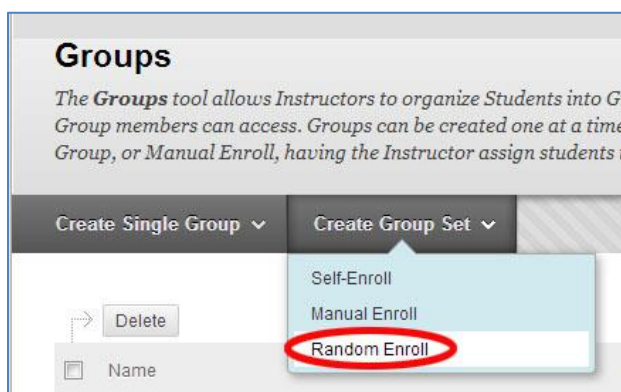 Groups
The Groups tool allows Instructors to organize Students into G
Group members can access. Groups can be created one at a time
Group, or Manual Enroll, having the Instructor assign students
Create Single Group Create Group Set
Self-Enroll
Manual Enroll
Random Enroll
Delete
Name